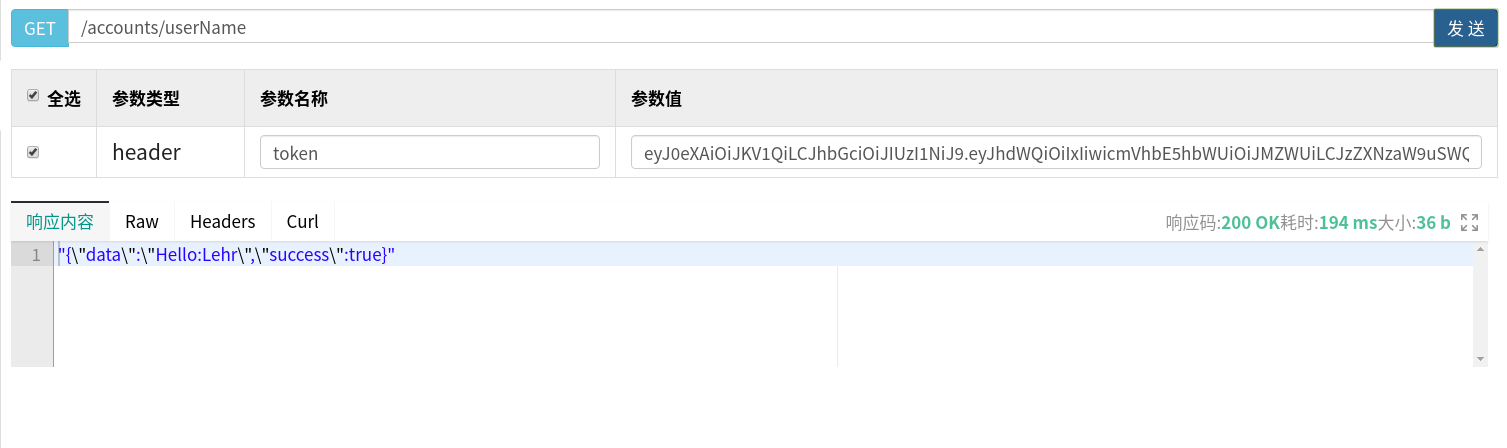 GET /accounts/userName 发 送
全选 参数类型 参数名称 参数值
header token eyJ0eXAiOiJKV1QiLCJhbGciOiJIUzI1NiJ9.eyJhdWQiOiIxIiwicmVhbE5hbWUiOiJMZWUiLCJzZXNzaW9uSWQ
响应内容 Raw Headers Curl 响应码:200 OK耗时:194 ms大小:36 b
1 "{\"data\":\"Hello:Lehr\",\"success\":true}"